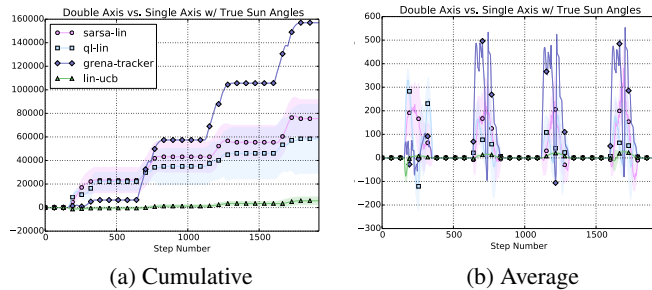 Double Axis vs. Single Axis w/ True Sun Angles
160000
140000
120000
100000
80000
60000
40000
20000
0
−20000
sarsa-lin
ql-lin
grena-tracker
lin-ucb
0 500 1000 1500
Step Number
(a) Cumulative
Double Axis vs. Single Axis w/ True Sun Angles
600
500
400
300
200
100
0
−100
−200
−300
0 500 1000 1500
Step Number
(b) Average